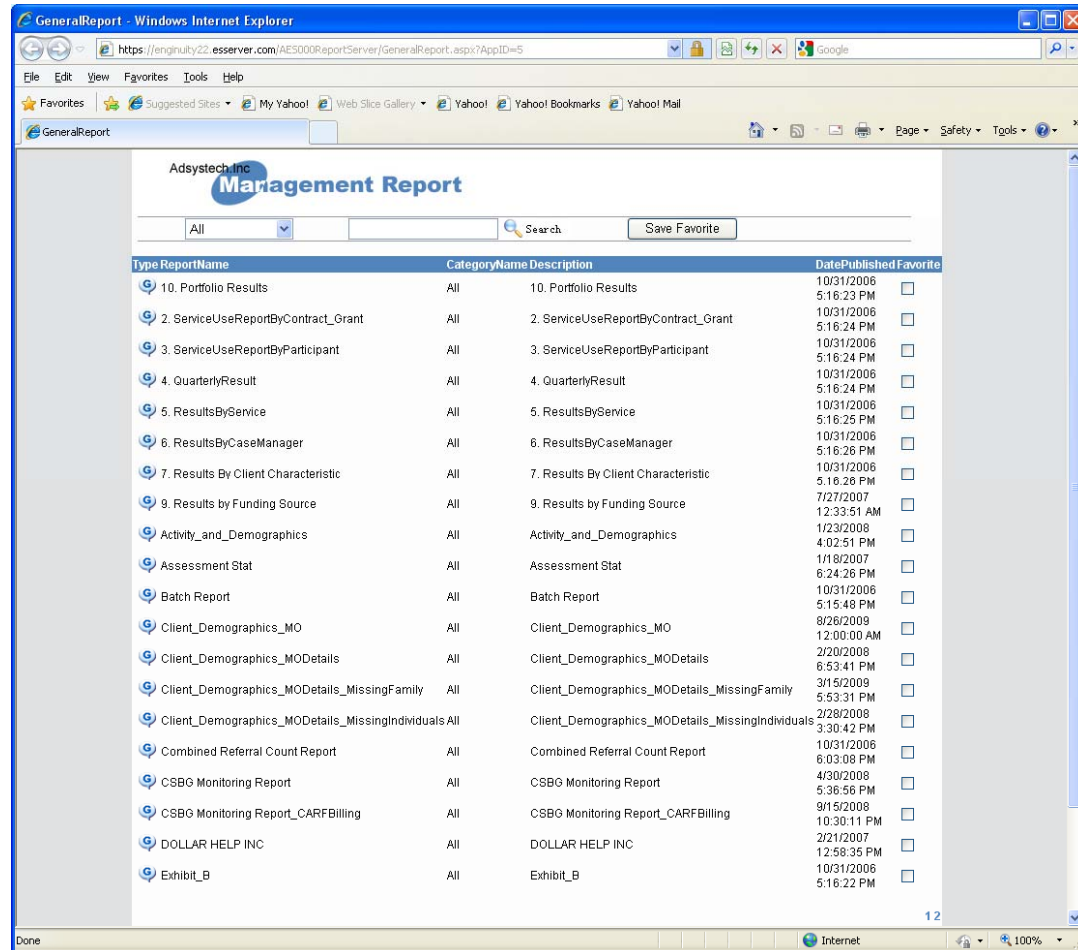 GeneralReport - Windows Internet Explorer
https://enginuity22.esserver.com/AES000ReportServer/GeneralReport.aspx?AppID=5 Google
File Edit View Favorites Tools Help
Favorites Suggested Sites My Yahoo! Web Slice Gallery Yahoo! Yahoo! Bookmarks Yahoo! Mail
GeneralReport Page Safety Tools »
Adsystech.Inc
Management Report
All Search Save Favorite
Type ReportName CategoryName Description DatePublished Favorite
G 10. Portfolio Results All 10. Portfolio Results 10/31/2006 5:16:23 PM
G 2. ServiceUseReportByContract_Grant All 2. ServiceUseReportByContract_Grant 10/31/2006 5:16:24 PM
G 3. ServiceUseReportByParticipant All 3. ServiceUseReportByParticipant 10/31/2006 5:16:24 PM
G 4. QuarterlyResult All 4. QuarterlyResult 10/31/2006 5:16:24 PM
G 5. ResultsByService All 5. ResultsByService 10/31/2006 5:16:25 PM
G 6. ResultsByCaseManager All 6. ResultsByCaseManager 10/31/2006 5:16:26 PM
G 7. Results By Client Characteristic All 7. Results By Client Characteristic 10/31/2006 5:16:26 PM
G 9. Results by Funding Source All 9. Results by Funding Source 7/27/2007 12:33:51 AM
G Activity_and_Demographics All Activity_and_Demographics 1/23/2008 4:02:51 PM
G Assessment Stat All Assessment Stat 1/18/2007 6:24:26 PM
G Batch Report All Batch Report 10/31/2006 5:15:48 PM
G Client_Demographics_MO All Client_Demographics_MO 8/26/2009 12:00:00 AM
G Client_Demographics_MODetails All Client_Demographics_MODetails 2/20/2008 6:53:41 PM
G Client_Demographics_MODetails_MissingFamily All Client_Demographics_MODetails_MissingFamily 3/15/2009 5:53:31 PM
G Client_Demographics_MODetails_MissingIndividuals All Client_Demographics_MODetails_MissingIndividuals 2/28/2008 3:30:42 PM
G Combined Referral Count Report All Combined Referral Count Report 10/31/2006 6:03:08 PM
G CSBG Monitoring Report All CSBG Monitoring Report 4/30/2008 5:36:56 PM
G CSBG Monitoring Report_CARFBilling All CSBG Monitoring Report_CARFBilling 9/15/2008 10:30:11 PM
G DOLLAR HELP INC All DOLLAR HELP INC 2/21/2007 12:58:35 PM
G Exhibit_B All Exhibit_B 10/31/2006 5:16:22 PM
1 2
Done Internet 100%